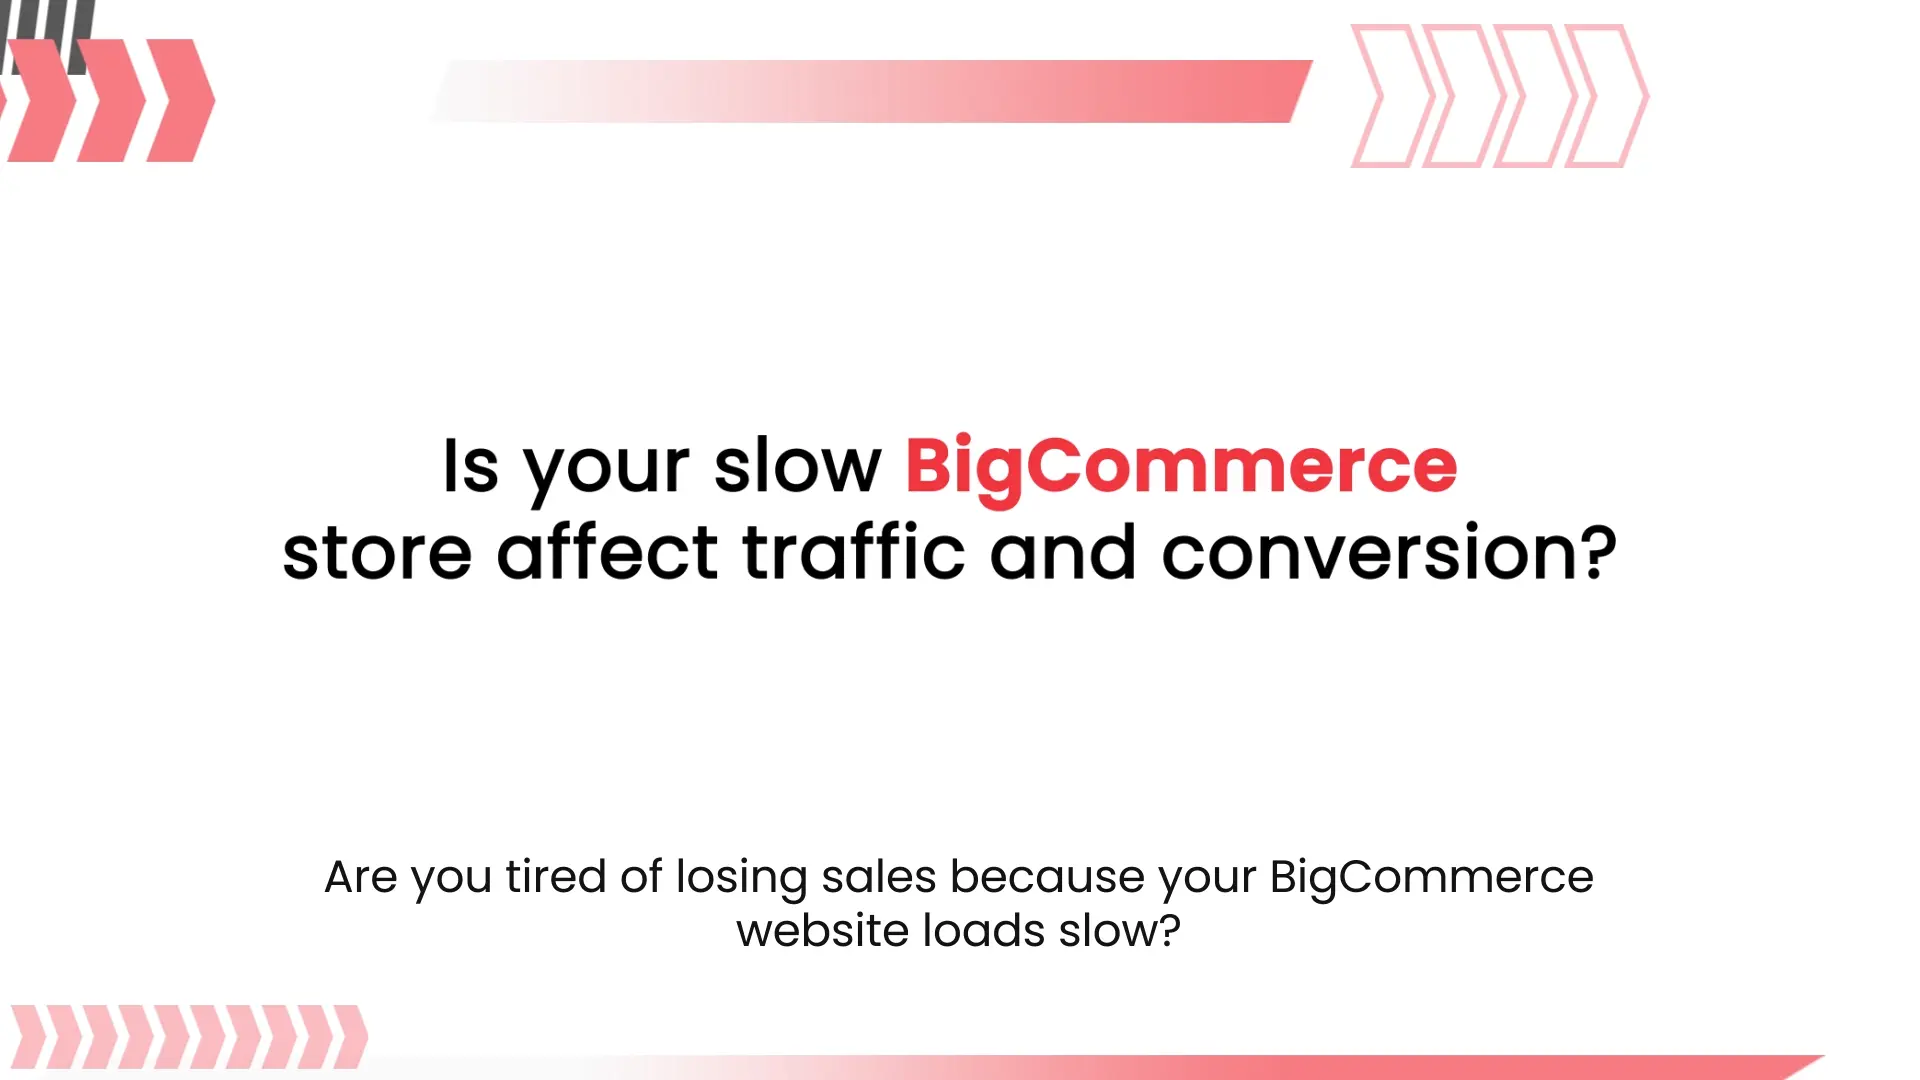 Is your slow BigCommerce
store affect traffic and conversion?
Are you tired of losing sales because your BigCommerce
website loads slow?